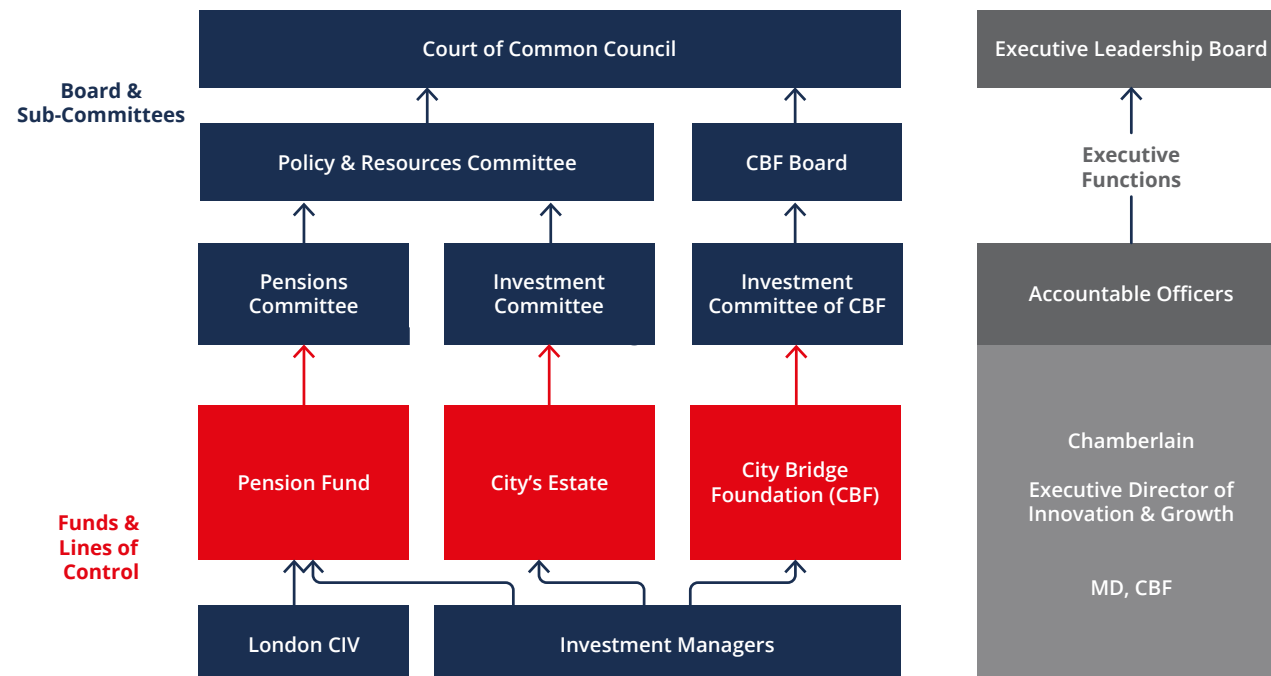 Court of Common Council
Executive Leadership Board
Board &
Sub-Committees
Policy & Resources Committee
CBF Board
Executive
Functions
Pensions
Committee
Investment
Committee
Investment
Committee of CBF
Accountable Officers
Pension Fund
City’s Estate
City Bridge
Foundation (CBF)
Chamberlain
Executive Director of
Innovation & Growth
MD, CBF
Funds &
Lines of
Control
London CIV
Investment Managers